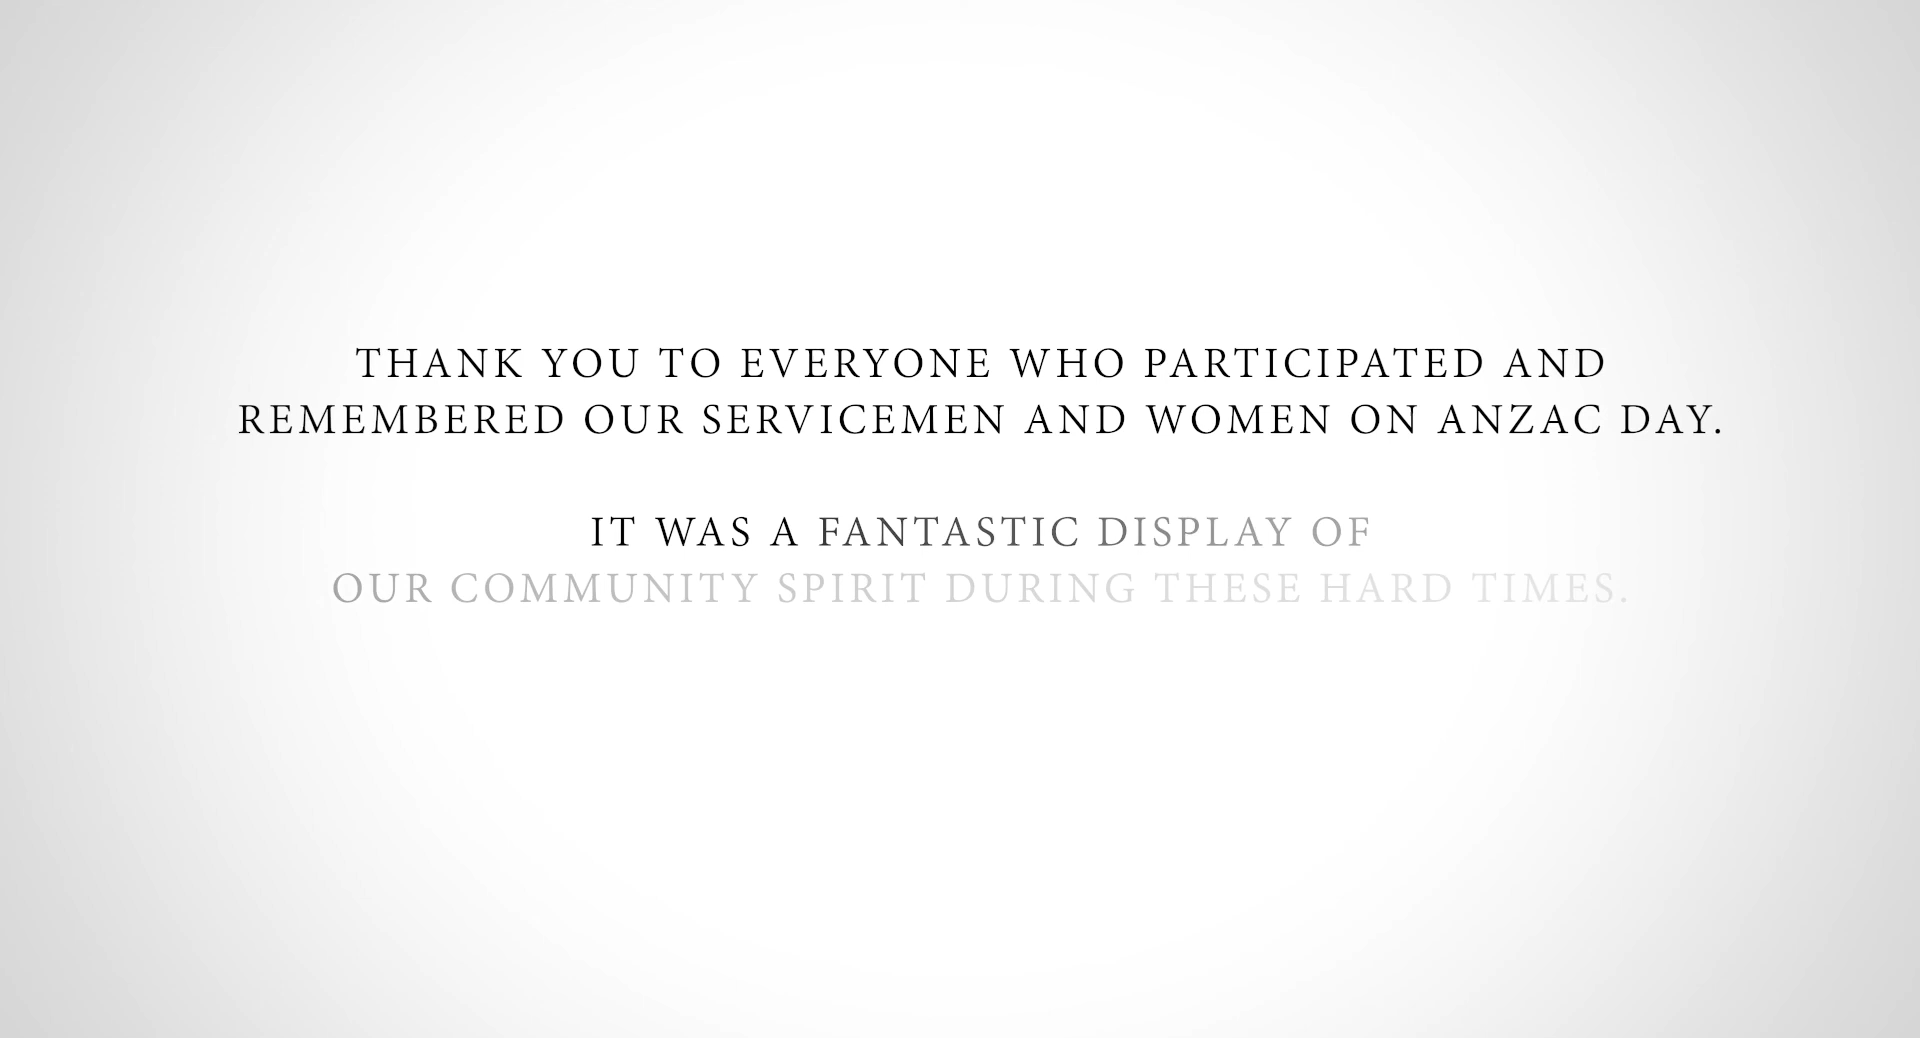 THANK YOU TO EVERYONE WHO PARTICIPATED AND
REMEMBERED OUR SERVICEMEN AND WOMEN ON ANZAC DAY.
IT WAS A FANTASTIC DISPLAY OF
OUR COMMUNITY SPIRIT DURING THESE HARD TIMES.